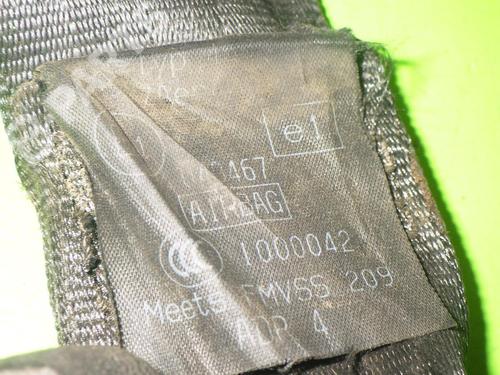 e1
467
AIRBAG
1000042
Meets FMVSS 209
ADR 4